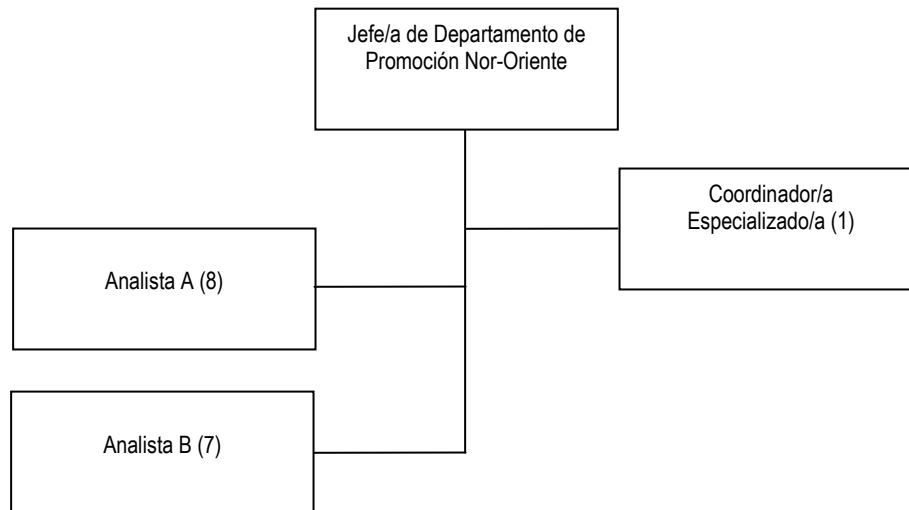 Jefe/a de Departamento de
Promoción Nor-Oriente
Coordinador/a
Especializado/a (1)
Analista A (8)
Analista B (7)